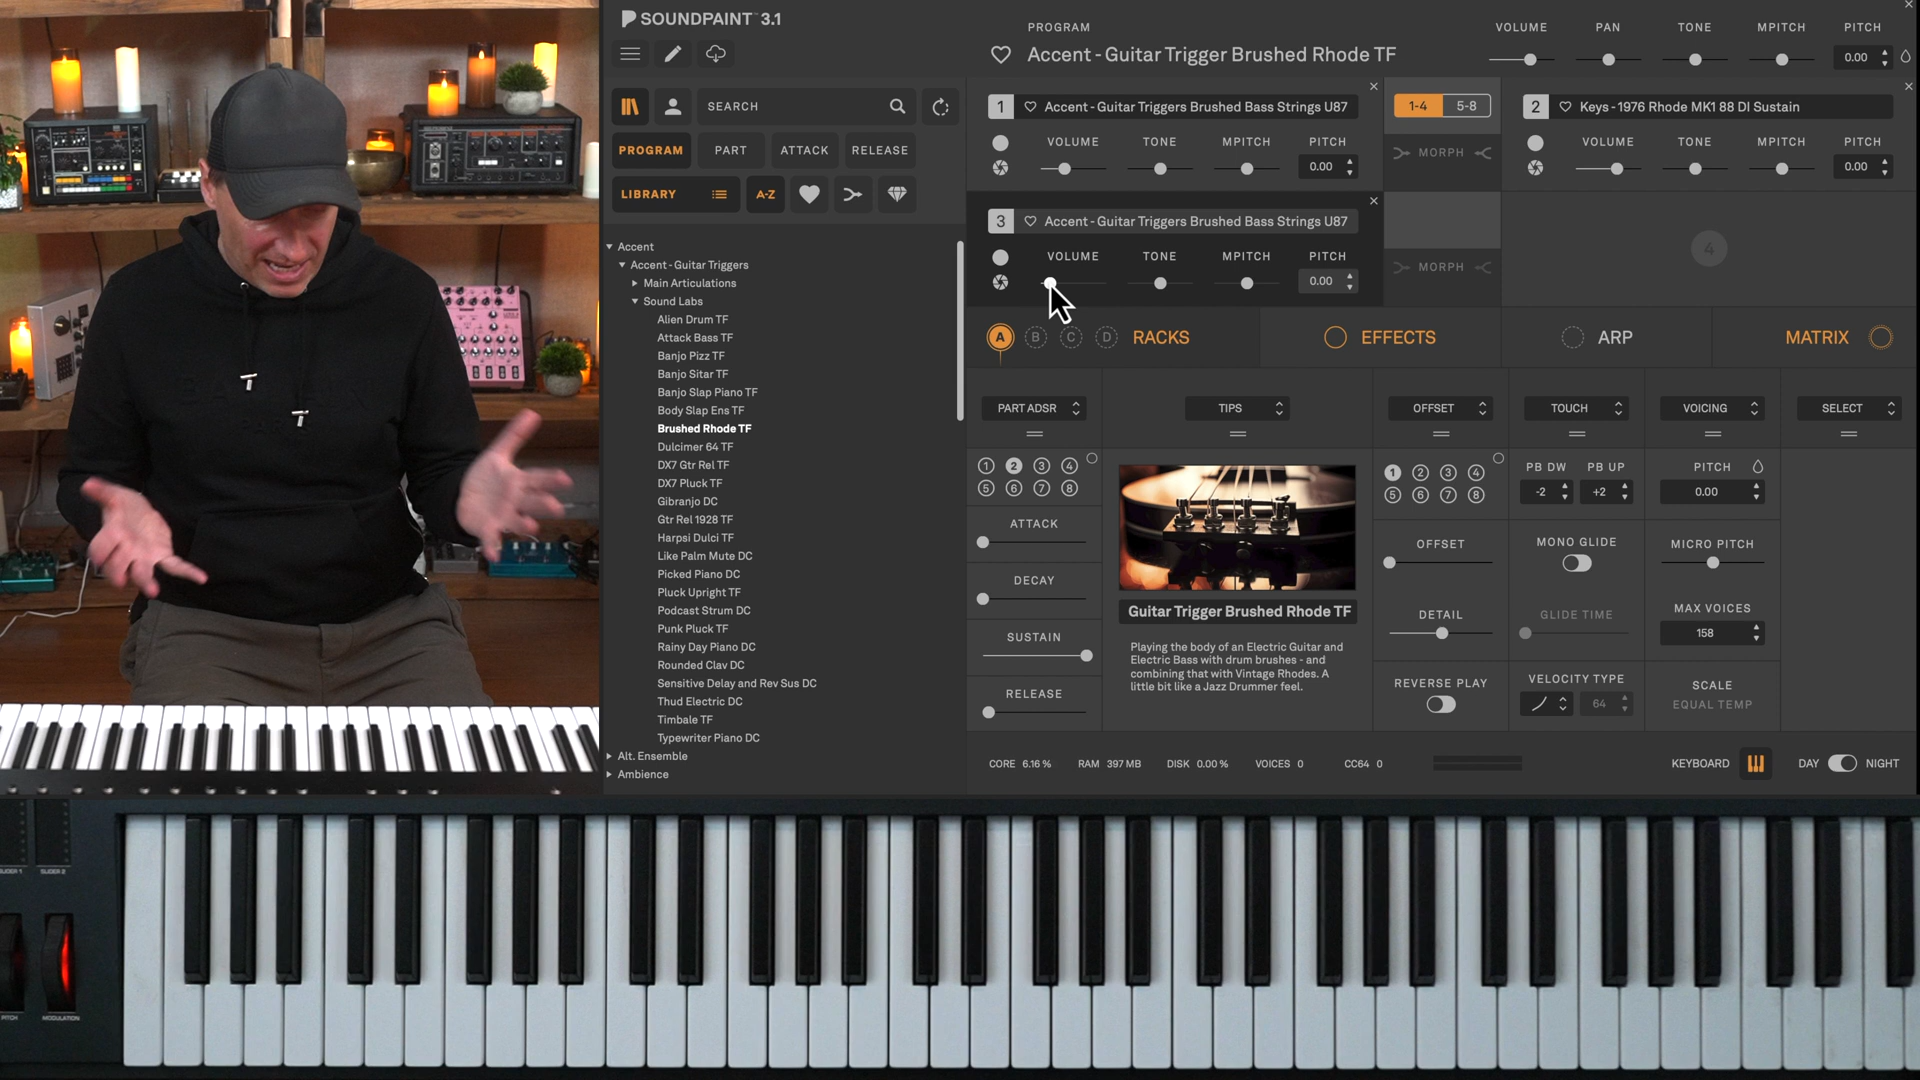 SOUNDPAINT 3.1
PROGRAM
Accent - Guitar Trigger Brushed Rhode TF
VOLUME PAN TONE MPITCH PITCH
0.00
SEARCH
PROGRAM PART ATTACK RELEASE
LIBRARY A-Z
1 Accent - Guitar Triggers Brushed Bass Strings U87
VOLUME TONE MPITCH PITCH
0.00
1-4 5-8
MORPH
2 Keys - 1976 Rhode MK1 88 DI Sustain
VOLUME TONE MPITCH PITCH
0.00
3 Accent - Guitar Triggers Brushed Bass Strings U87
VOLUME TONE MPITCH PITCH
0.00
MORPH
4
Accent
Accent - Guitar Triggers
Main Articulations
Sound Labs
Alien Drum TF
Attack Bass TF
Banjo Pizz TF
Banjo Sitar TF
Banjo Slap Piano TF
Body Slap Ens TF
Brushed Rhode TF
Dulcimer 64 TF
DX7 Gtr Rel TF
DX7 Pluck TF
Gibranjo DC
Gtr Rel 1928 TF
Harpsi Dulci TF
Like Palm Mute DC
Picked Piano DC
Pluck Upright TF
Podcast Strum DC
Punk Pluck TF
Rainy Day Piano DC
Rounded Clav DC
Sensitive Delay and Rev Sus DC
Thud Electric DC
Timbale TF
Typewriter Piano DC
Alt. Ensemble
Ambience
A B C D RACKS EFFECTS ARP MATRIX
PART ADSR TIPS OFFSET TOUCH VOICING SELECT
1 2 3 4
5 6 7 8
ATTACK
DECAY
SUSTAIN
RELEASE
Guitar Trigger Brushed Rhode TF
Playing the body of an Electric Guitar and
Electric Bass with drum brushes - and
combining that with Vintage Rhodes. A
little bit like a Jazz Drummer feel.
1 2 3 4
5 6 7 8
OFFSET
DETAIL
REVERSE PLAY
PB DW PB UP
-2 +2
MONO GLIDE
GLIDE TIME
VELOCITY TYPE
64
PITCH
0.00
MICRO PITCH
MAX VOICES
158
SCALE
EQUAL TEMP
CORE 6.16 % RAM 397 MB DISK 0.00 % VOICES 0 CC64 0
KEYBOARD DAY NIGHT
SLIDER 1 SLIDER 2
PITCH MODULATION